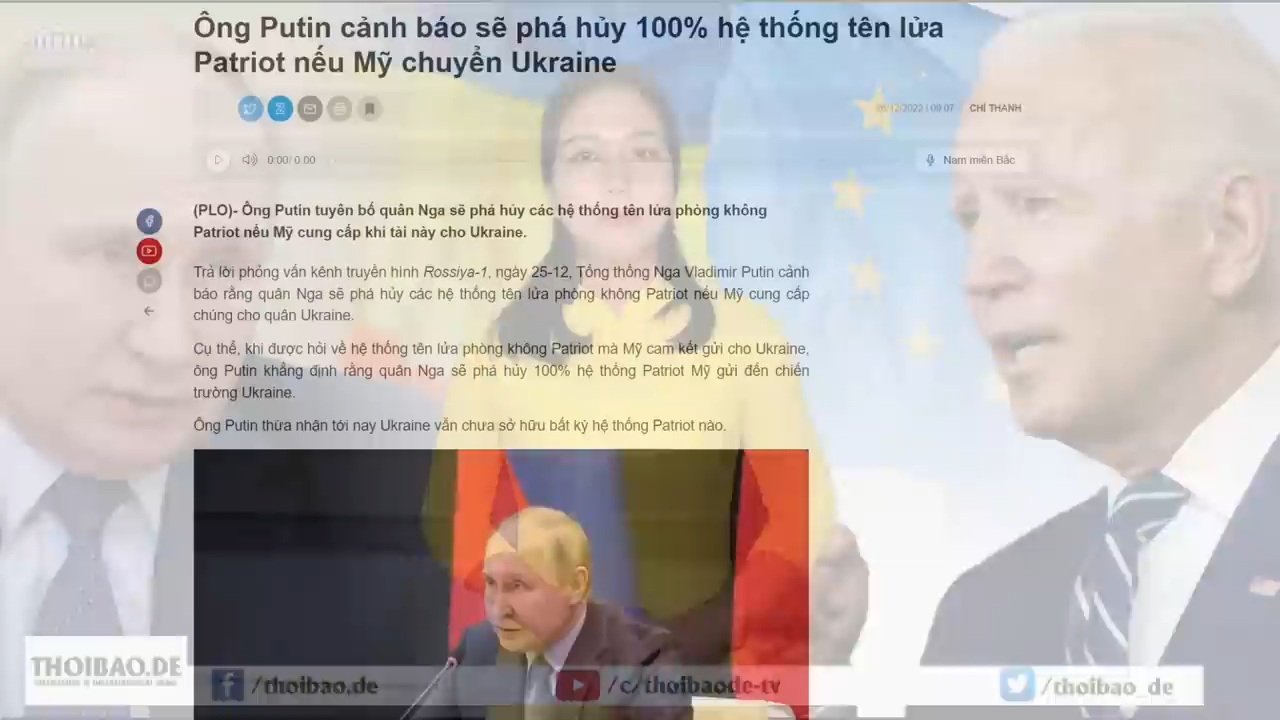 Ông Putin cảnh báo sẽ phá hủy 100% hệ thống tên lửa
Patriot nếu Mỹ chuyển Ukraine
26/12/2022 | 09:07 CHÍ THANH
0:00/ 0:00
Nam miền Bắc
(PLO)- Ông Putin tuyên bố quân Nga sẽ phá hủy các hệ thống tên lửa phòng không
Patriot nếu Mỹ cung cấp khí tài này cho Ukraine.
Trả lời phỏng vấn kênh truyền hình Rossiya-1, ngày 25-12, Tổng thống Nga Vladimir Putin cảnh
báo rằng quân Nga sẽ phá hủy các hệ thống tên lửa phòng không Patriot nếu Mỹ cung cấp
chúng cho quân Ukraine.
Cụ thể, khi được hỏi về hệ thống tên lửa phòng không Patriot mà Mỹ cam kết gửi cho Ukraine,
ông Putin khẳng định rằng quân Nga sẽ phá hủy 100% hệ thống Patriot Mỹ gửi đến chiến
trường Ukraine.
Ông Putin thừa nhận tới nay Ukraine vẫn chưa sở hữu bất kỳ hệ thống Patriot nào.
THOIBAO.DE
/thoibao.de
/c/thoibaode-tv
/thoibao_de